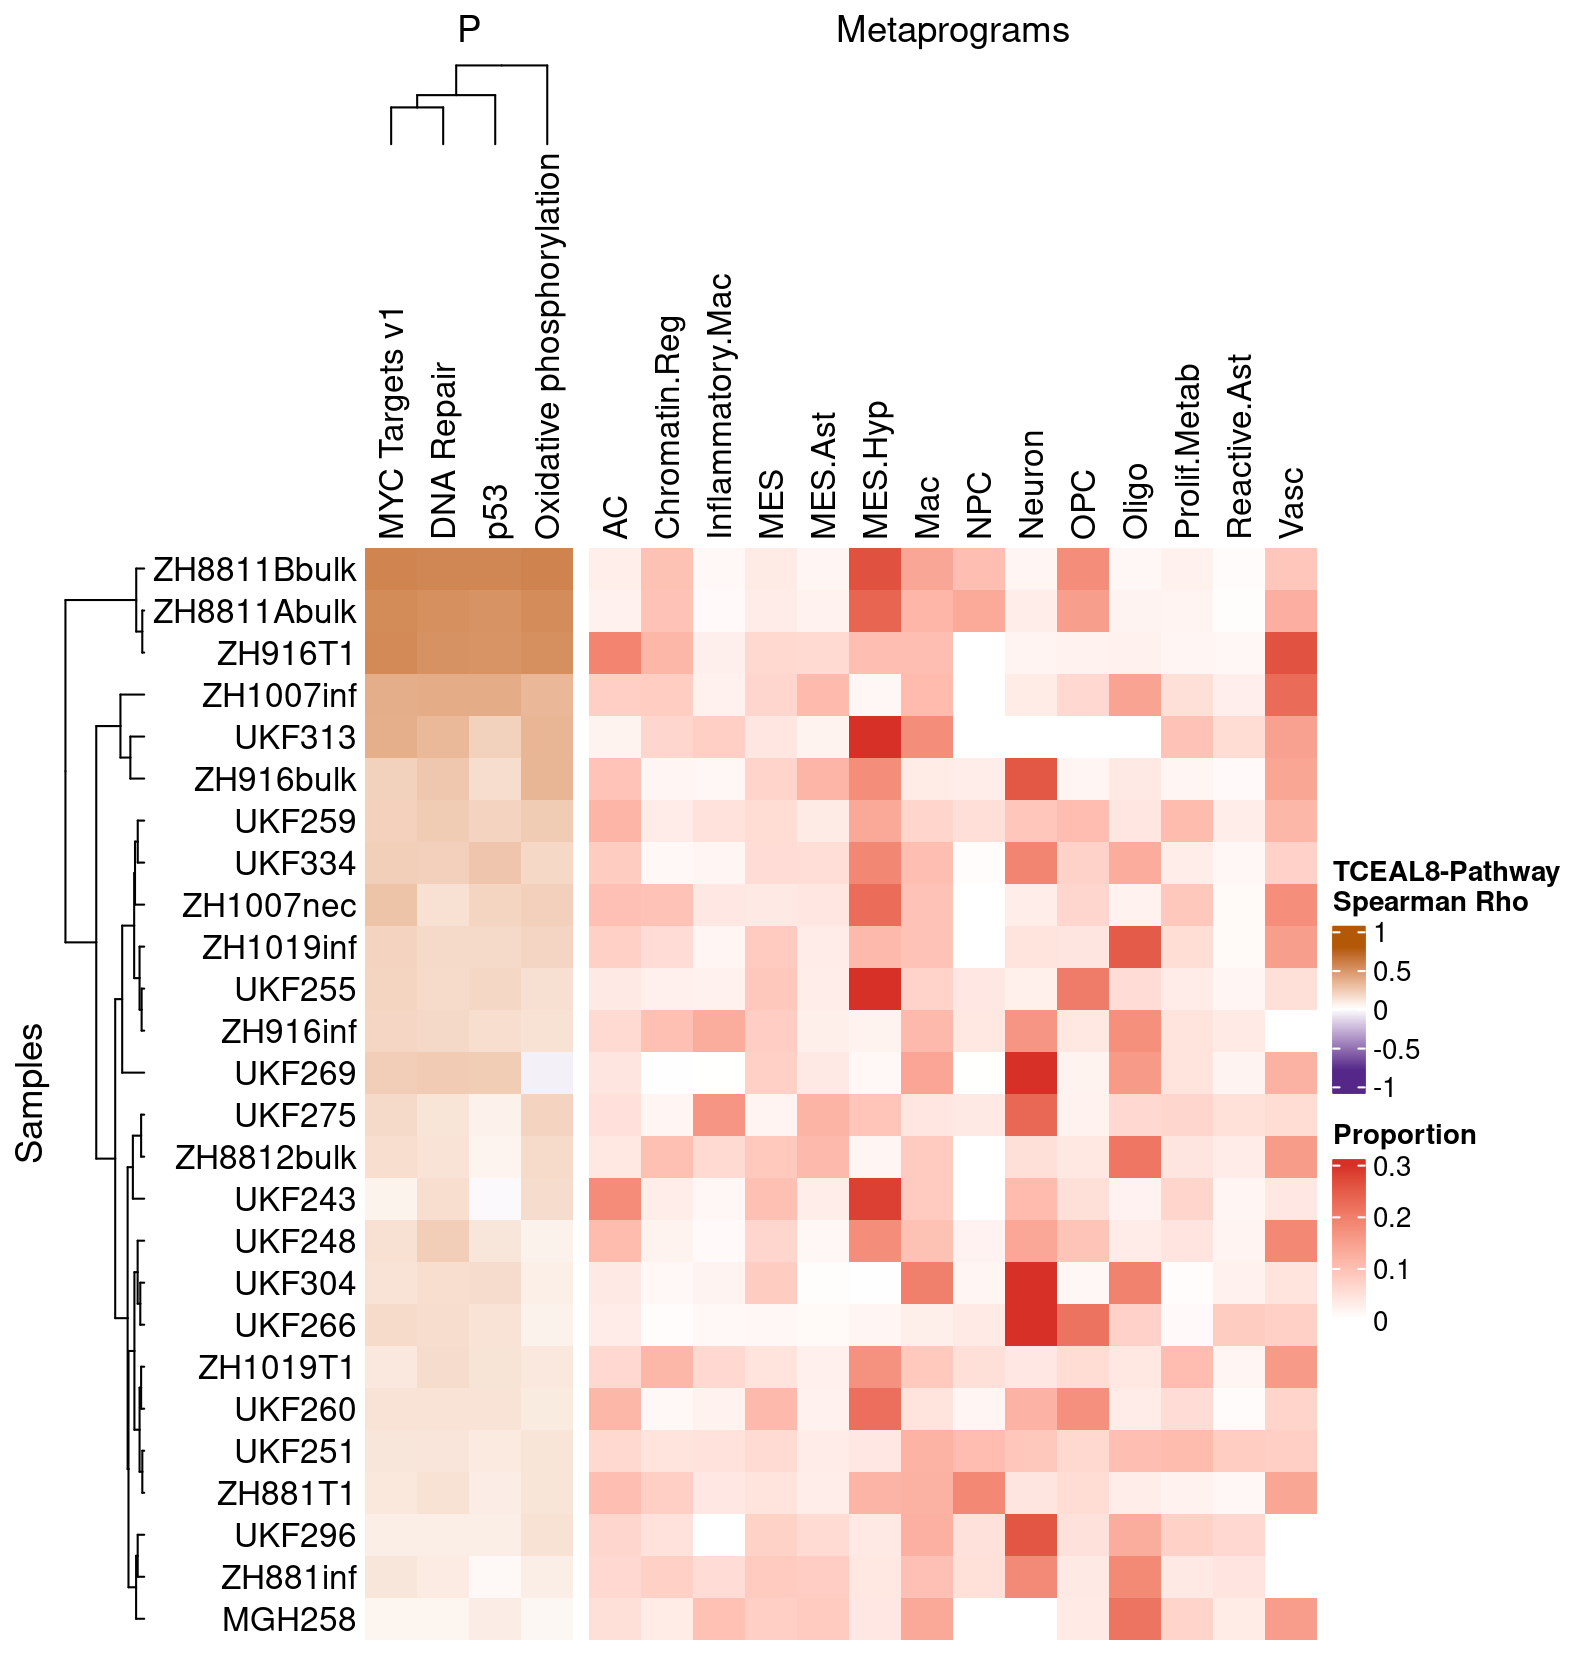 P
Metaprograms
MYC Targets v1
DNA Repair
p53
Oxidative phosphorylation
AC
Chromatin.Reg
Inflammatory.Mac
MES
MES.Ast
MES.Hyp
Mac
NPC
Neuron
OPC
Oligo
Prolif.Metab
Reactive.Ast
Vasc
Samples
ZH8811Bbulk
ZH8811Abulk
ZH916T1
ZH1007inf
UKF313
ZH916bulk
UKF259
UKF334
ZH1007nec
ZH1019inf
UKF255
ZH916inf
UKF269
UKF275
ZH8812bulk
UKF243
UKF248
UKF304
UKF266
ZH1019T1
UKF260
UKF251
ZH881T1
UKF296
ZH881inf
MGH258
TCEAL8-Pathway
Spearman Rho
1
0.5
0
-0.5
-1
Proportion
0.3
0.2
0.1
0